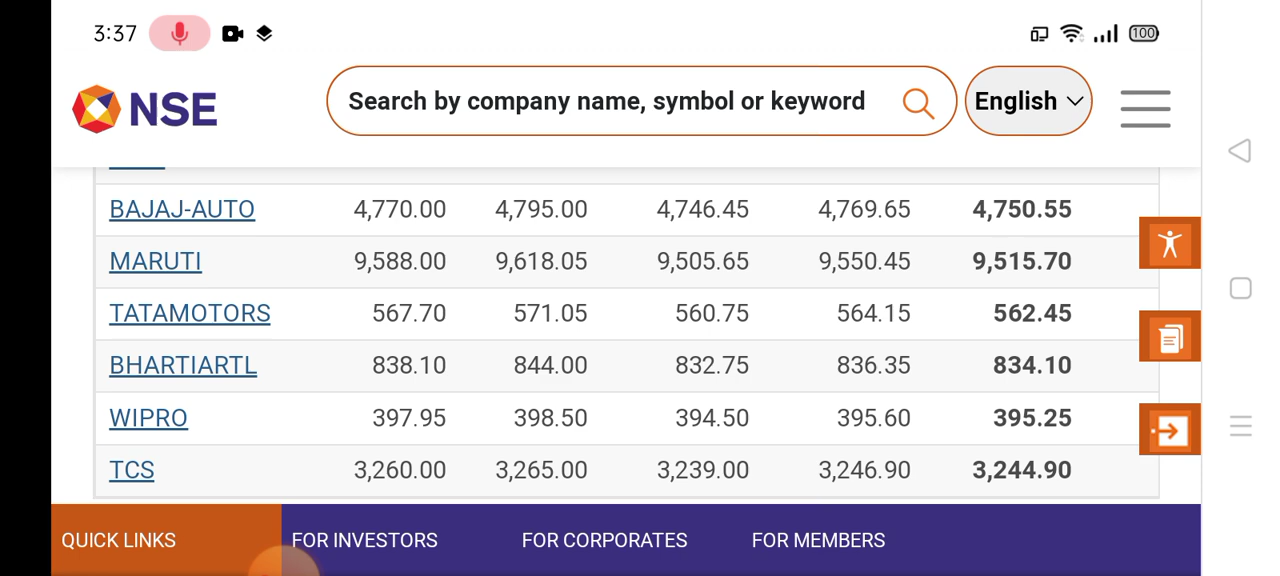 3:37 100
NSE Search by company name, symbol or keyword English
BAJAJ-AUTO 4,770.00 4,795.00 4,746.45 4,769.65 4,750.55
MARUTI 9,588.00 9,618.05 9,505.65 9,550.45 9,515.70
TATAMOTORS 567.70 571.05 560.75 564.15 562.45
BHARTIARTL 838.10 844.00 832.75 836.35 834.10
WIPRO 397.95 398.50 394.50 395.60 395.25
TCS 3,260.00 3,265.00 3,239.00 3,246.90 3,244.90
QUICK LINKS FOR INVESTORS FOR CORPORATES FOR MEMBERS